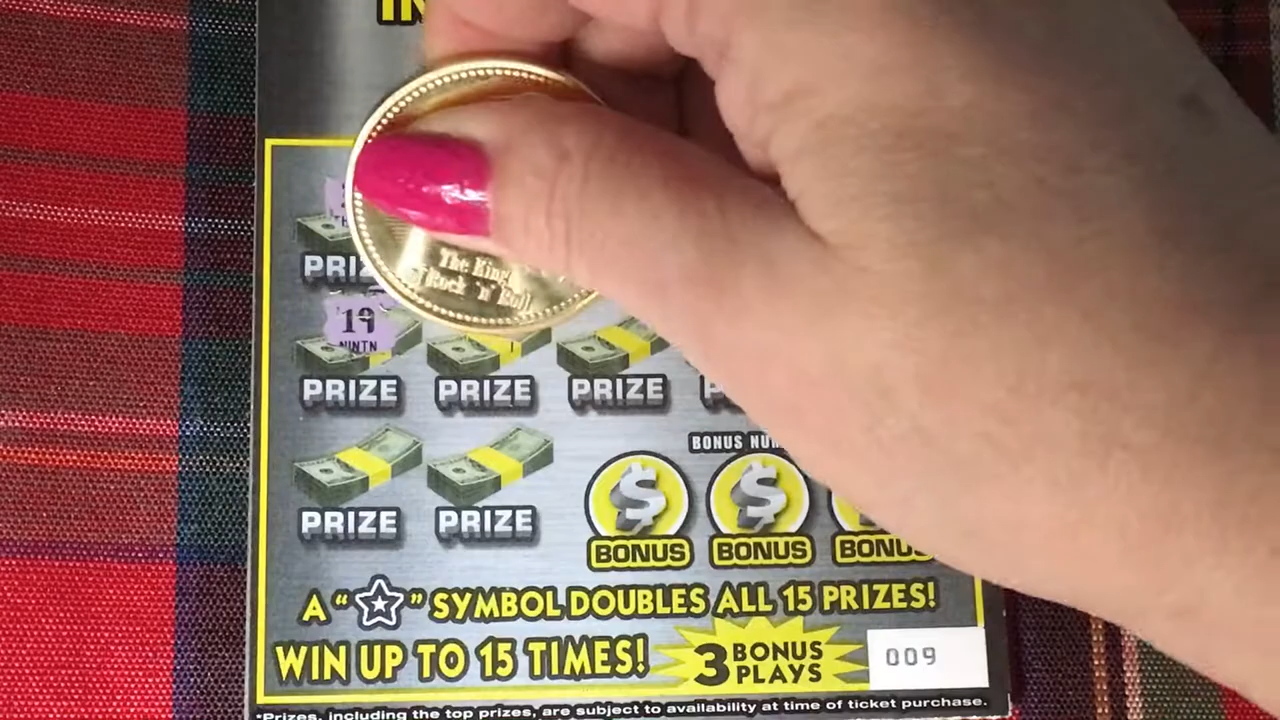 PRIZ
The King
Rock 'n' Roll
19
NINTN
PRIZE PRIZE PRIZE P
BONUS NUM
$ $
PRIZE PRIZE BONUS BONUS BONUS
A "☆" SYMBOL DOUBLES ALL 15 PRIZES!
WIN UP TO 15 TIMES! 3 BONUS PLAYS 009
*Prizes, including the top prizes, are subject to availability at time of ticket purchase.